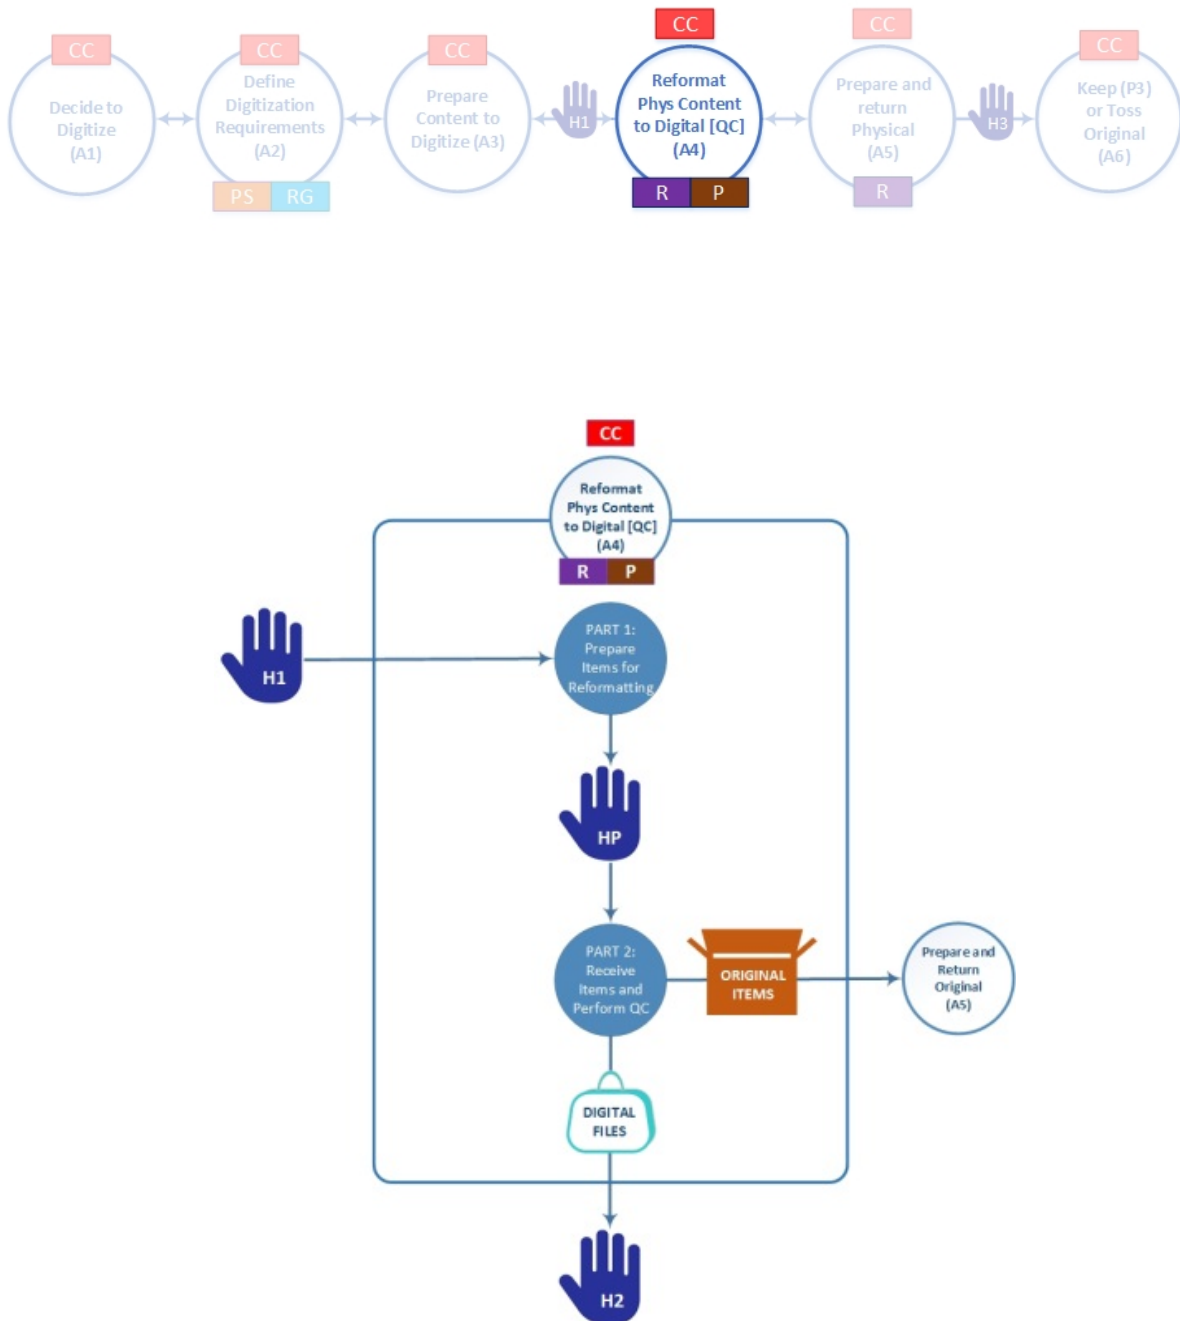 CC
Decide to
Digitize
(A1)
CC
Define
Digitization
Requirements
(A2)
PS RG
CC
Prepare
Content to
Digitize (A3)
H1
CC
Reformat
Phys Content
to Digital [QC]
(A4)
R P
CC
Prepare and
return
Physical
(A5)
R
H3
CC
Keep (P3)
or Toss
Original
(A6)
CC
Reformat
Phys Content
to Digital [QC]
(A4)
R P
H1
PART 1:
Prepare
Items for
Reformatting
HP
PART 2:
Receive
Items and
Perform QC
ORIGINAL
ITEMS
Prepare and
Return
Original
(A5)
DIGITAL
FILES
H2